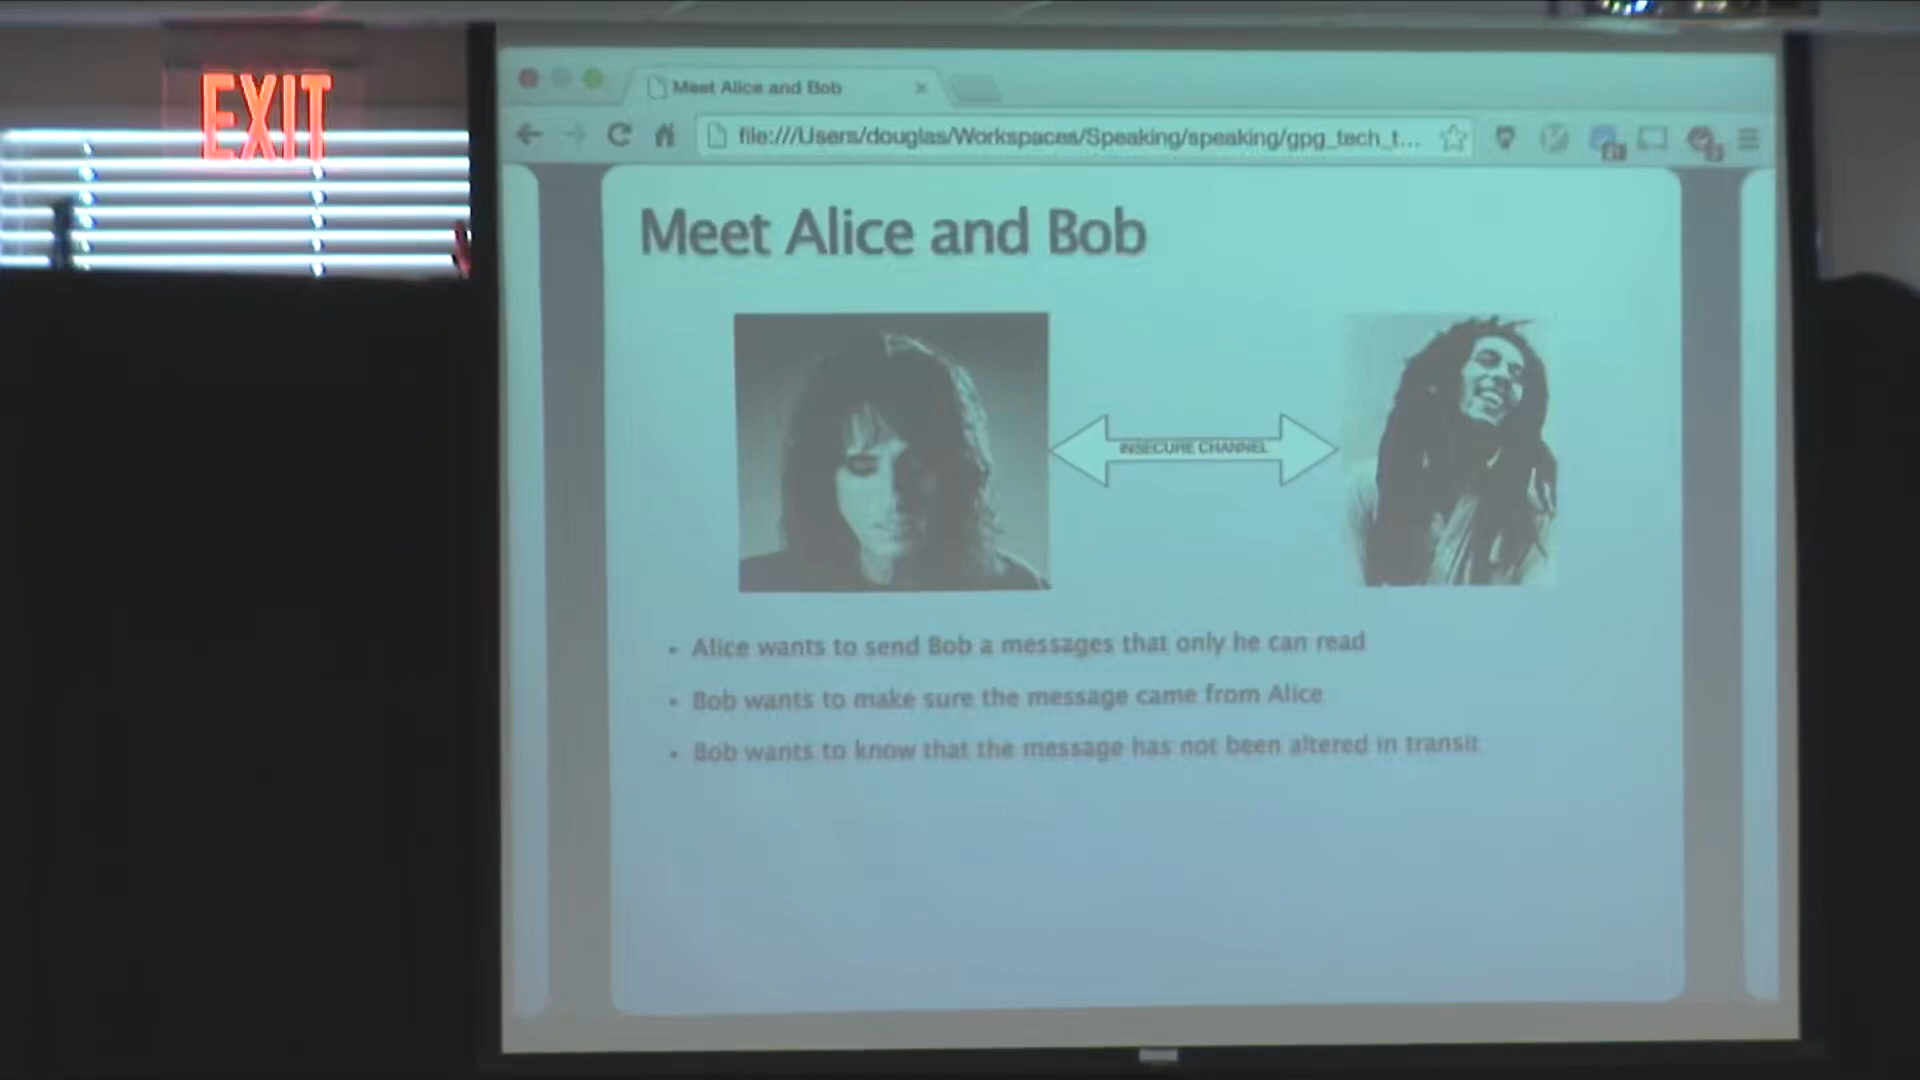 EXIT
Meet Alice and Bob
file:///Users/douglas/Workspaces/Speaking/speaking/gpg_tech_t...
Meet Alice and Bob
INSECURE CHANNEL
• Alice wants to send Bob a messages that only he can read
• Bob wants to make sure the message came from Alice
• Bob wants to know that the message has not been altered in transit